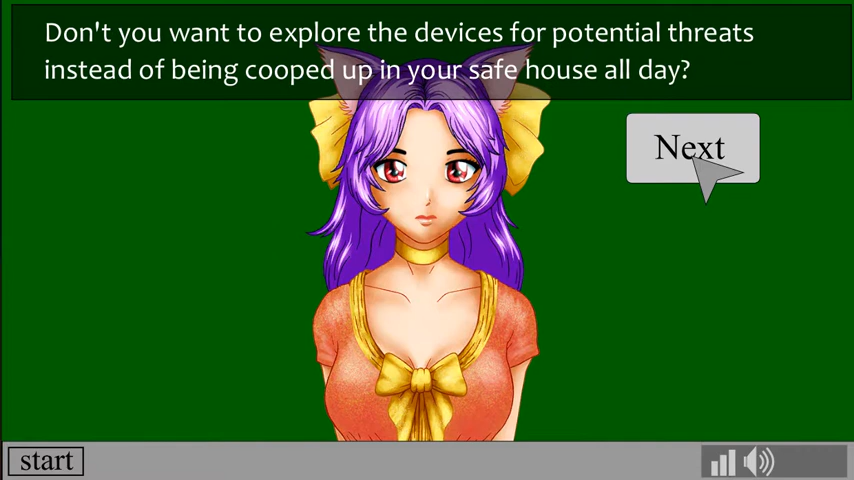 Don't you want to explore the devices for potential threats
instead of being cooped up in your safe house all day?
Next
start